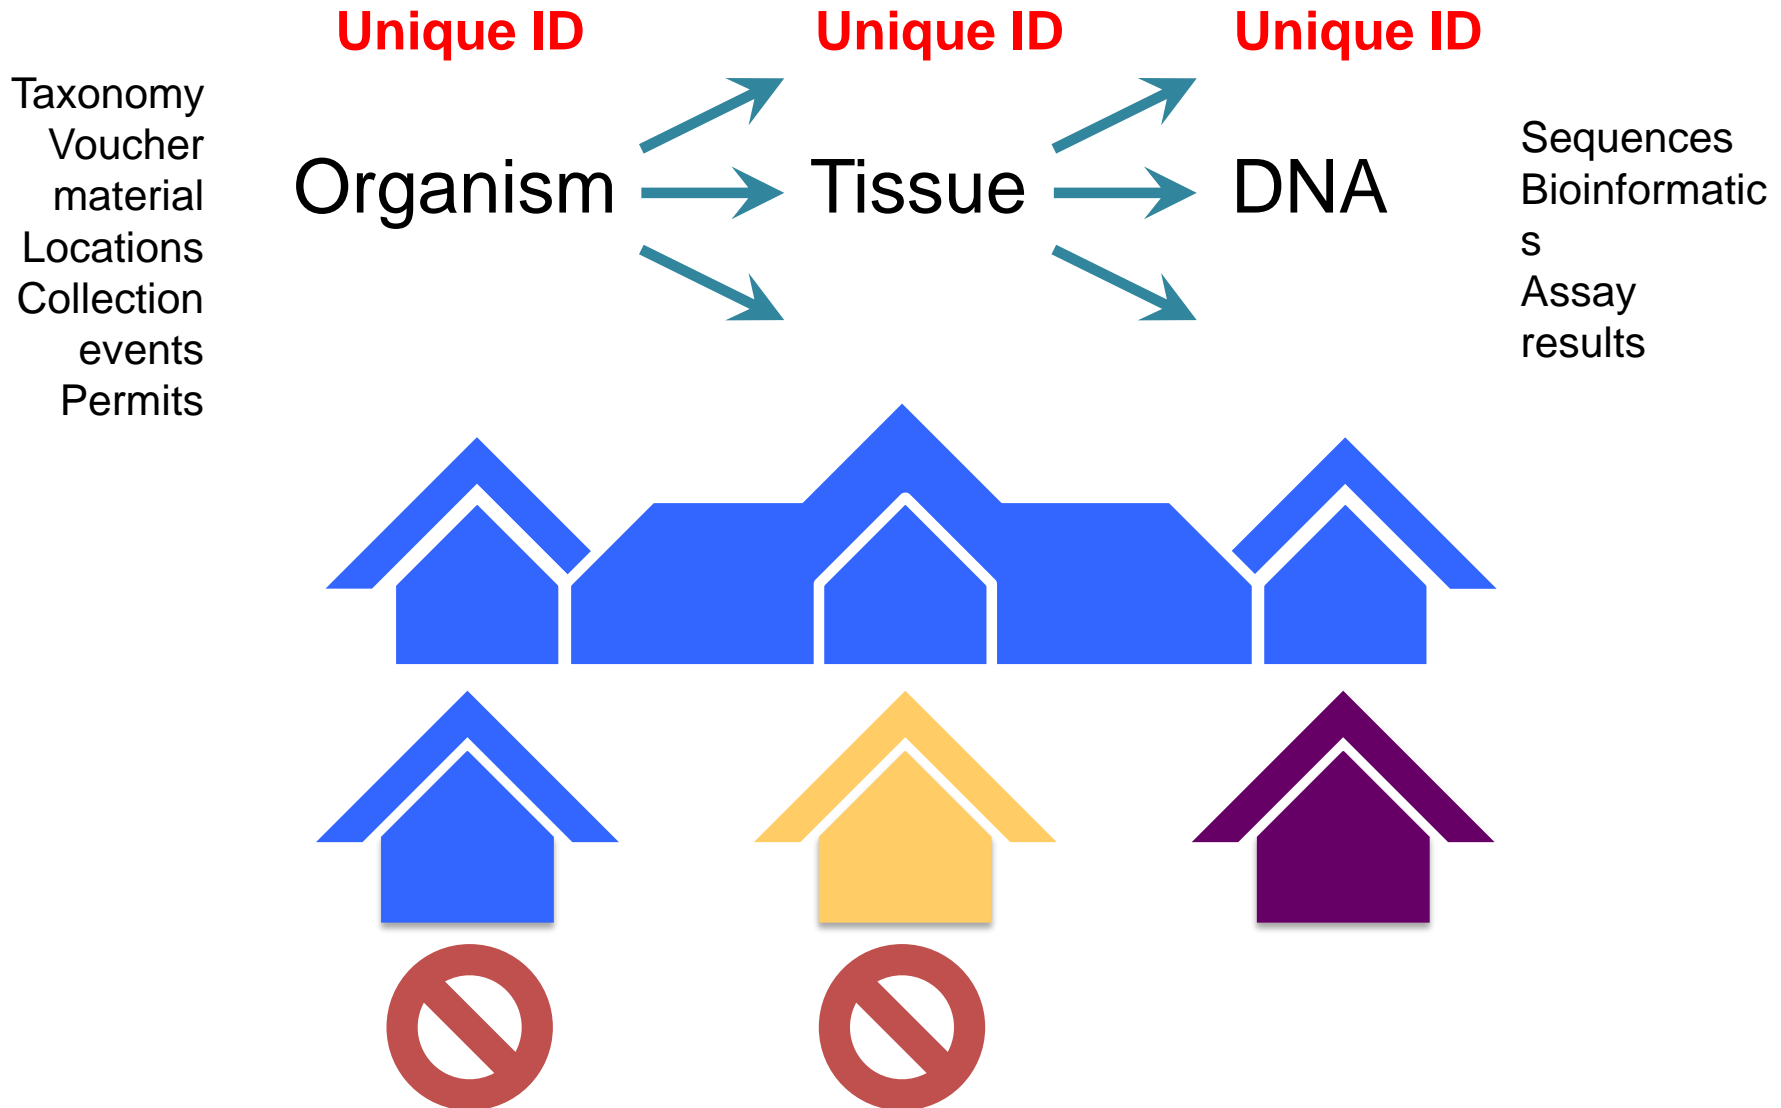 Unique ID
Unique ID
Unique ID
Taxonomy
Voucher
material
Locations
Collection
events
Permits
Organism
Tissue
DNA
Sequences
Bioinformatic
s
Assay
results